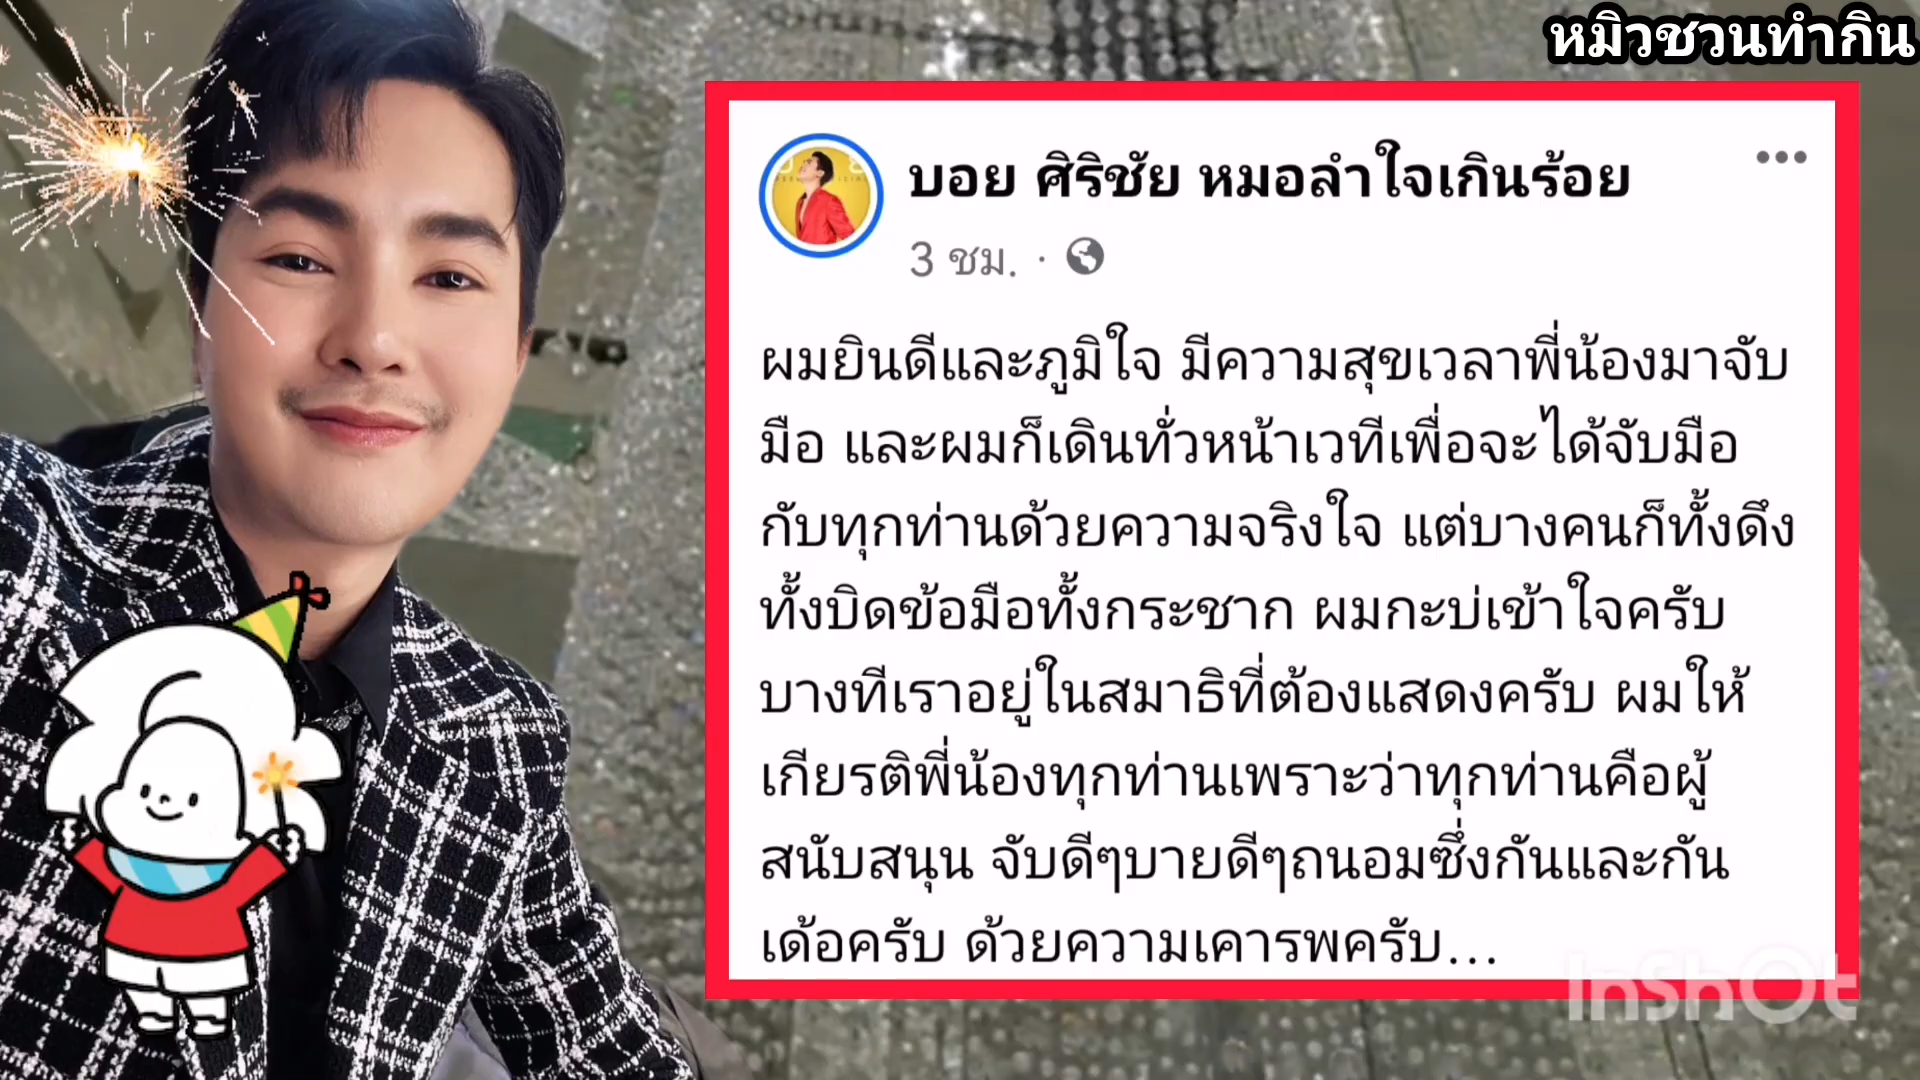 หมิวชวนทำกิน
บอย ศิริชัย หมอลำใจเกินร้อย
3 ชม. ·
ผมยินดีและภูมิใจ มีความสุขเวลาพี่น้องมาจับ
มือ และผมก็เดินทั่วหน้าเวทีเพื่อจะได้จับมือ
กับทุกท่านด้วยความจริงใจ แต่บางคนก็ทั้งดึง
ทั้งบิดข้อมือทั้งกระชาก ผมกะบ่เข้าใจครับ
บางทีเราอยู่ในสมาธิที่ต้องแสดงครับ ผมให้
เกียรติพี่น้องทุกท่านเพราะว่าทุกท่านคือผู้
สนับสนุน จับดีๆบายดีๆถนอมซึ่งกันและกัน
เด้อครับ ด้วยความเคารพครับ...
InShOt